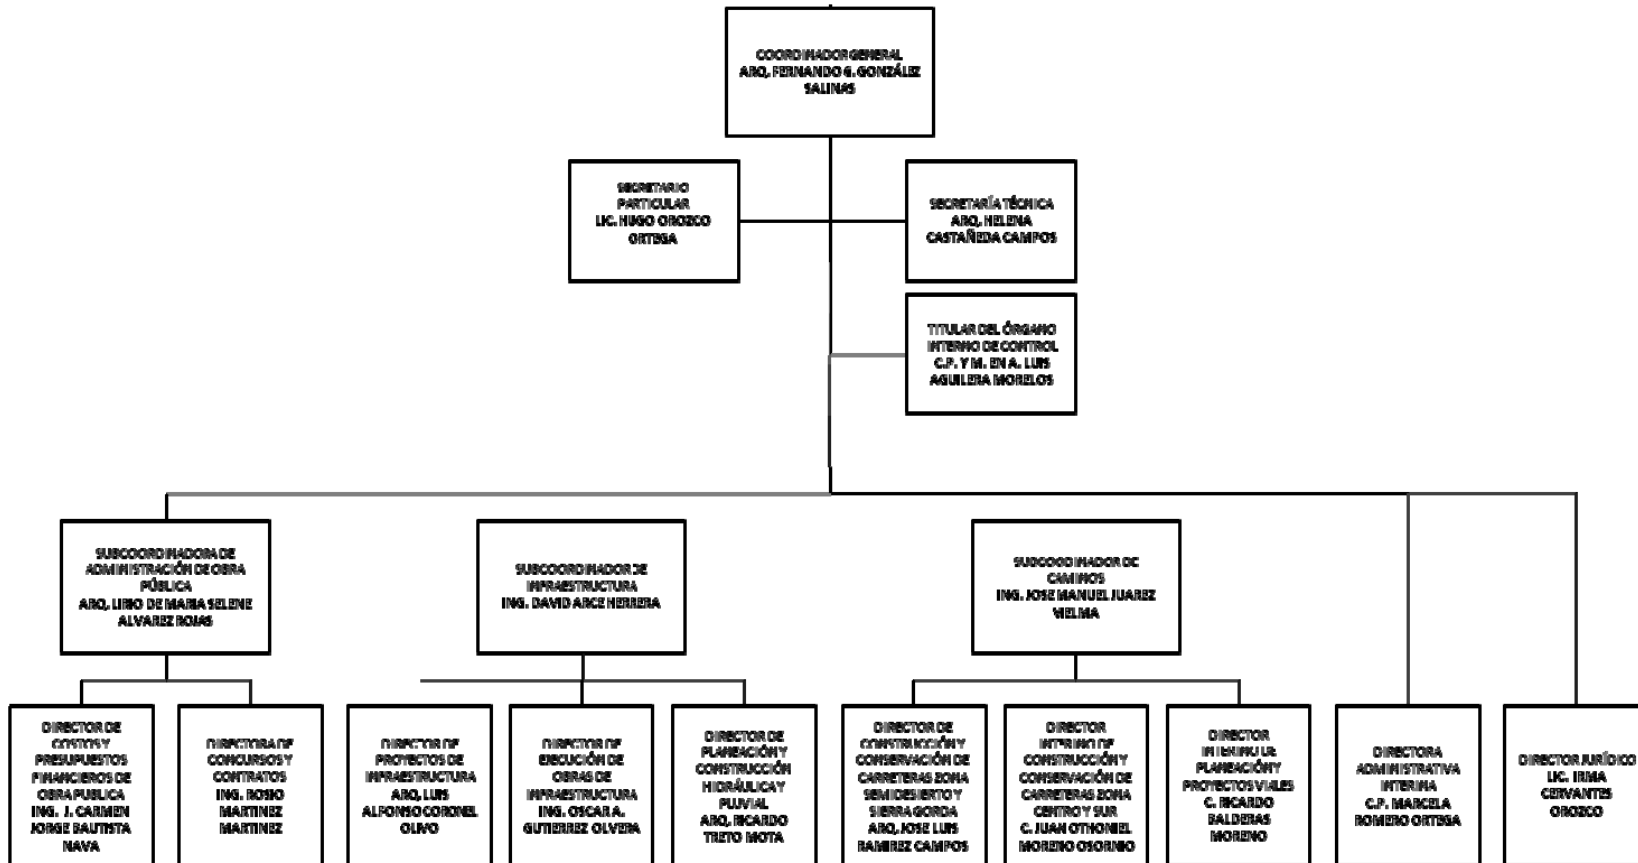 COORDINADOR GENERAL
ARQ. FERNANDO G. GONZÁLEZ
SALINAS
SECRETARIO
PARTICULAR
LIC. HUGO OROZCO
ORTEGA
SECRETARÍA TÉCNICA
ARQ. HELENA
CASTAÑEDA CAMPOS
TITULAR DEL ÓRGANO
INTERNO DE CONTROL
C.P. Y M. EN A. LUIS
AGUILERA MORELOS
SUBCOORDINADORA DE
ADMINISTRACIÓN DE OBRA
PÚBLICA
ARQ. LIRIO DE MARIA SELENE
ALVAREZ ROJAS
SUBCOORDINADOR DE
INFRAESTRUCTURA
ING. DAVID ARCE HERRERA
SUBCOODINADOR DE
CAMINOS
ING. JOSE MANUEL JUAREZ
VIELMA
DIRECTOR DE
COSTOS Y
PRESUPUESTOS
FINANCIEROS DE
OBRA PUBLICA
ING. J. CARMEN
JORGE BAUTISTA
NAVA
DIRECTORA DE
CONCURSOS Y
CONTRATOS
ING. ROSIO
MARTINEZ
MARTINEZ
DIRECTOR DE
PROYECTOS DE
INFRAESTRUCTURA
ARQ. LUIS
ALFONSO CORONEL
OLIVO
DIRECTOR DE
EJECUCIÓN DE
OBRAS DE
INFRAESTRUCTURA
ING. OSCAR A.
GUTIERREZ OLVERA
DIRECTOR DE
PLANEACIÓN Y
CONSTRUCCIÓN
HIDRÁULICA Y
PLUVIAL
ARQ. RICARDO
TRETO MOTA
DIRECTOR DE
CONSTRUCCIÓN Y
CONSERVACIÓN DE
CARRETERAS ZONA
SEMIDESIERTO Y
SIERRA GORDA
ARQ. JOSE LUIS
RAMIREZ CAMPOS
DIRECTOR
INTERINO DE
CONSTRUCCIÓN Y
CONSERVACIÓN DE
CARRETERAS ZONA
CENTRO Y SUR
C. JUAN OTHONIEL
MORENO OSORNIO
DIRECTOR
INTERINO DE
PLANEACIÓN Y
PROYECTOS VIALES
C. RICARDO
BALDERAS
MORENO
DIRECTORA
ADMINISTRATIVA
INTERINA
C.P. MARCELA
ROMERO ORTEGA
DIRECTOR JURÍDICO
LIC. IRMA
CERVANTES
OROZCO